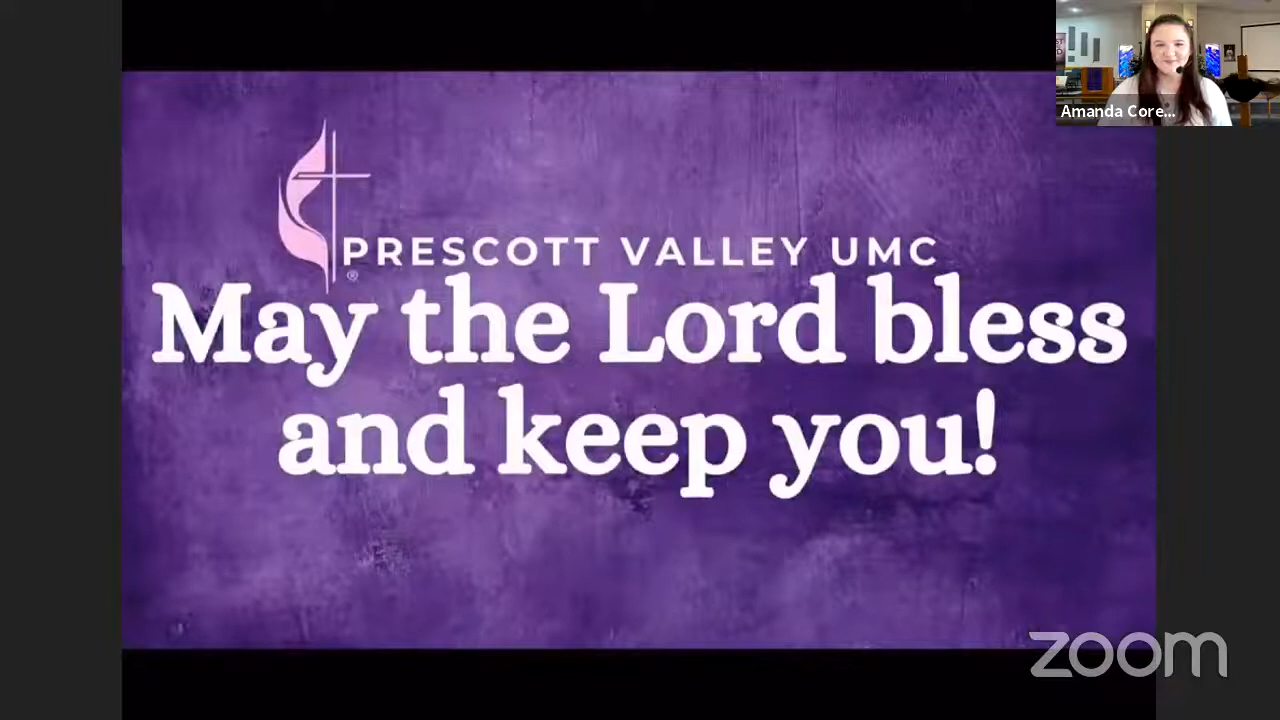 Amanda Core...
PRESCOTT VALLEY UMC
®
May the Lord bless
and keep you!
zoom